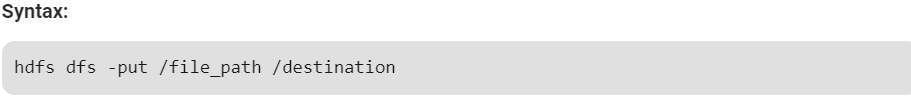 Syntax:
hdfs dfs -put /file_path /destination